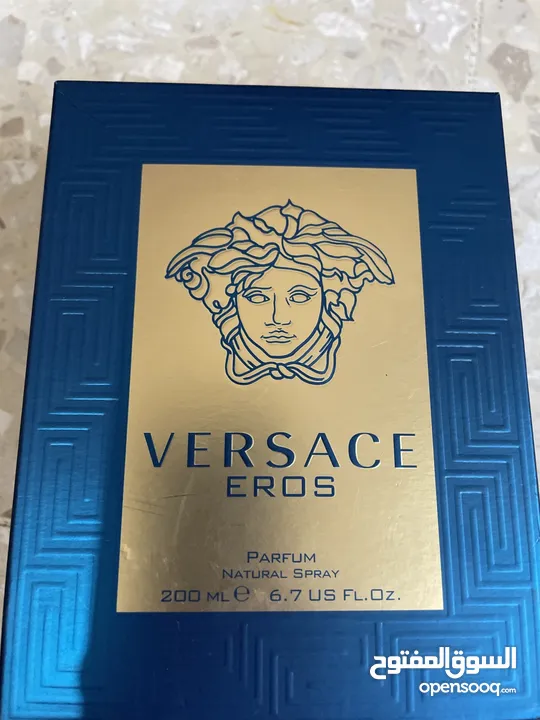 VERSACE
EROS
PARFUM
NATURAL SPRAY
200 ML e 6.7 US FL.OZ.
السوق المفتوح
opensooq.com